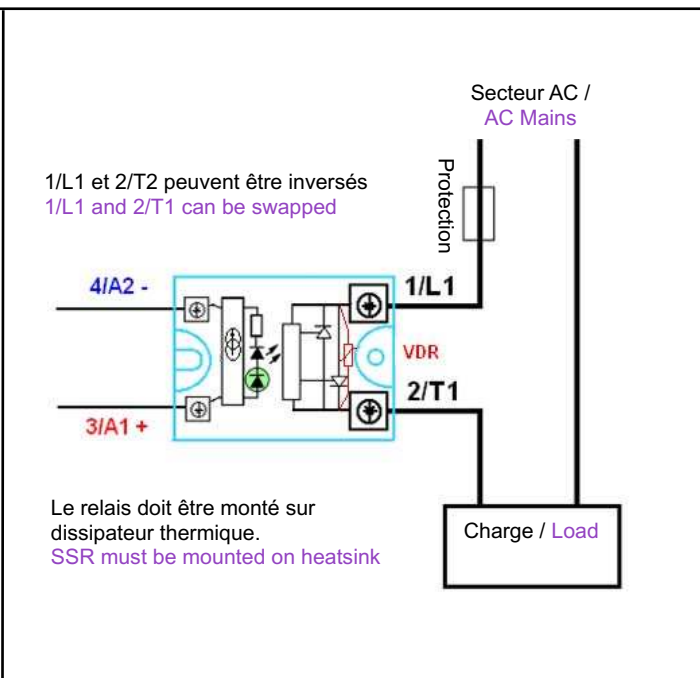 Secteur AC /
AC Mains
Protection
1/L1 et 2/T2 peuvent être inversés
1/L1 and 2/T1 can be swapped
4/A2 -
1/L1
VDR
2/T1
3/A1 +
Le relais doit être monté sur
dissipateur thermique.
SSR must be mounted on heatsink
Charge / Load